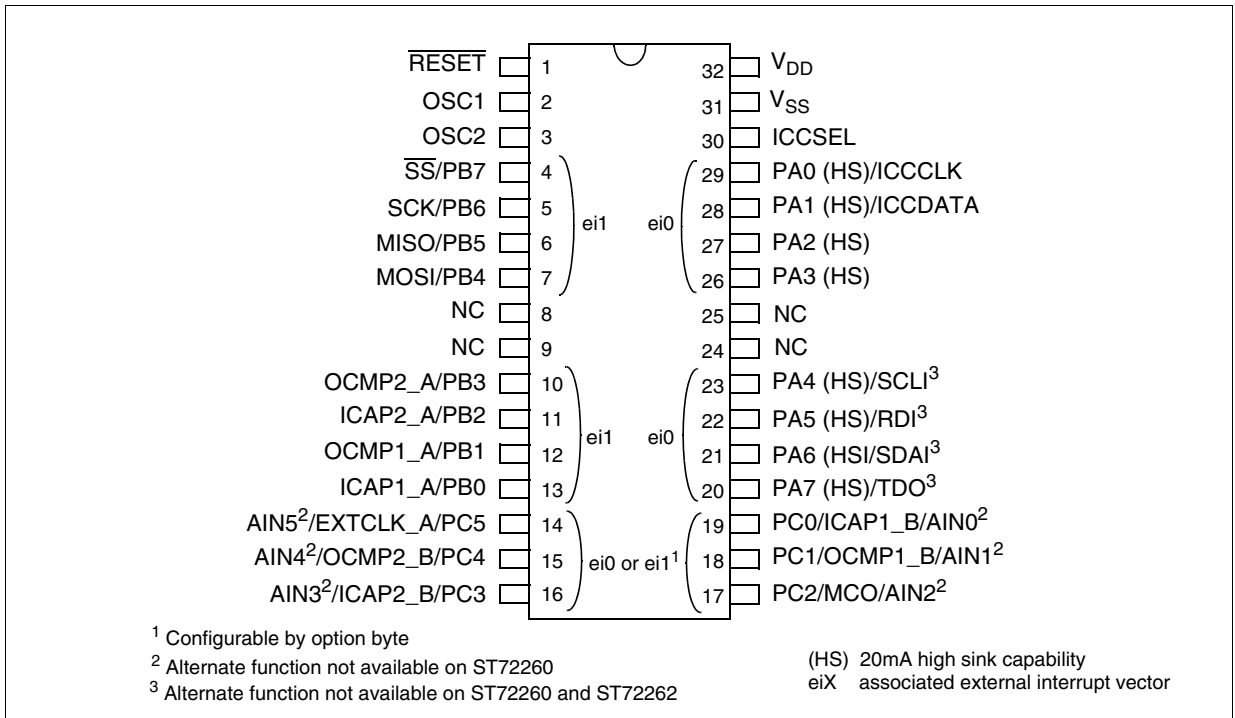 RESET 1 32 VDD
OSC1 2 31 VSS
OSC2 3 30 ICCSEL
SS/PB7 4 29 PA0 (HS)/ICCCLK
SCK/PB6 5 28 PA1 (HS)/ICCDATA
ei1 ei0
MISO/PB5 6 27 PA2 (HS)
MOSI/PB4 7 26 PA3 (HS)
NC 8 25 NC
NC 9 24 NC
OCMP2_A/PB3 10 23 PA4 (HS)/SCLI³
ICAP2_A/PB2 11 22 PA5 (HS)/RDI³
ei1 ei0
OCMP1_A/PB1 12 21 PA6 (HSI/SDAI³
ICAP1_A/PB0 13 20 PA7 (HS)/TDO³
AIN5²/EXTCLK_A/PC5 14 19 PC0/ICAP1_B/AIN0²
AIN4²/OCMP2_B/PC4 15 ei0 or ei1¹ 18 PC1/OCMP1_B/AIN1²
AIN3²/ICAP2_B/PC3 16 17 PC2/MCO/AIN2²
¹ Configurable by option byte
² Alternate function not available on ST72260
³ Alternate function not available on ST72260 and ST72262
(HS) 20mA high sink capability
eiX associated external interrupt vector